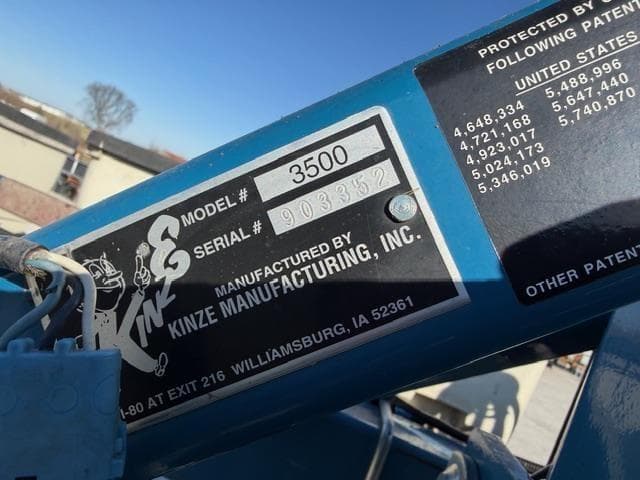 MODEL # 3500
SERIAL # 903352
KINZE
MANUFACTURED BY
KINZE MANUFACTURING, INC.
I-80 AT EXIT 216 WILLIAMSBURG, IA 52361
PROTECTED BY
FOLLOWING PATENT
UNITED STATES
4,648,334 5,488,996
4,721,168 5,647,440
4,923,017 5,740,870
5,024,173
5,346,019
OTHER PATENT